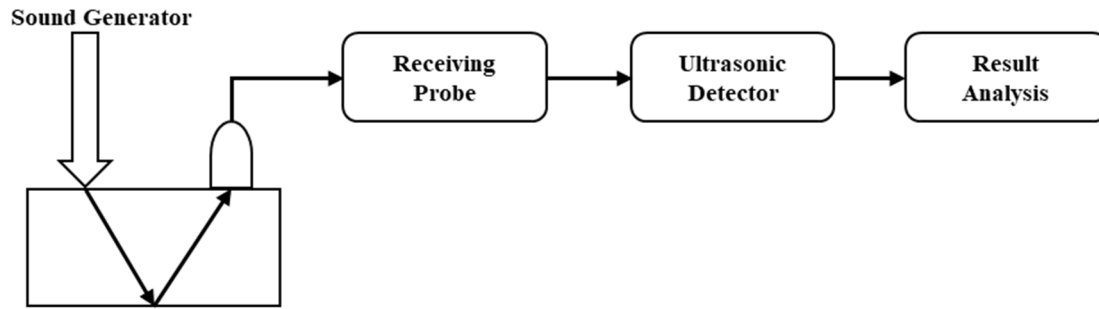 Sound Generator
Receiving
Probe
Ultrasonic
Detector
Result
Analysis